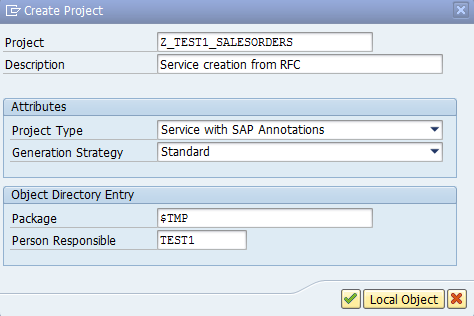 Create Project
Project Z_TEST1_SALESORDERS
Description Service creation from RFC
Attributes
Project Type Service with SAP Annotations
Generation Strategy Standard
Object Directory Entry
Package $TMP
Person Responsible TEST1
Local Object